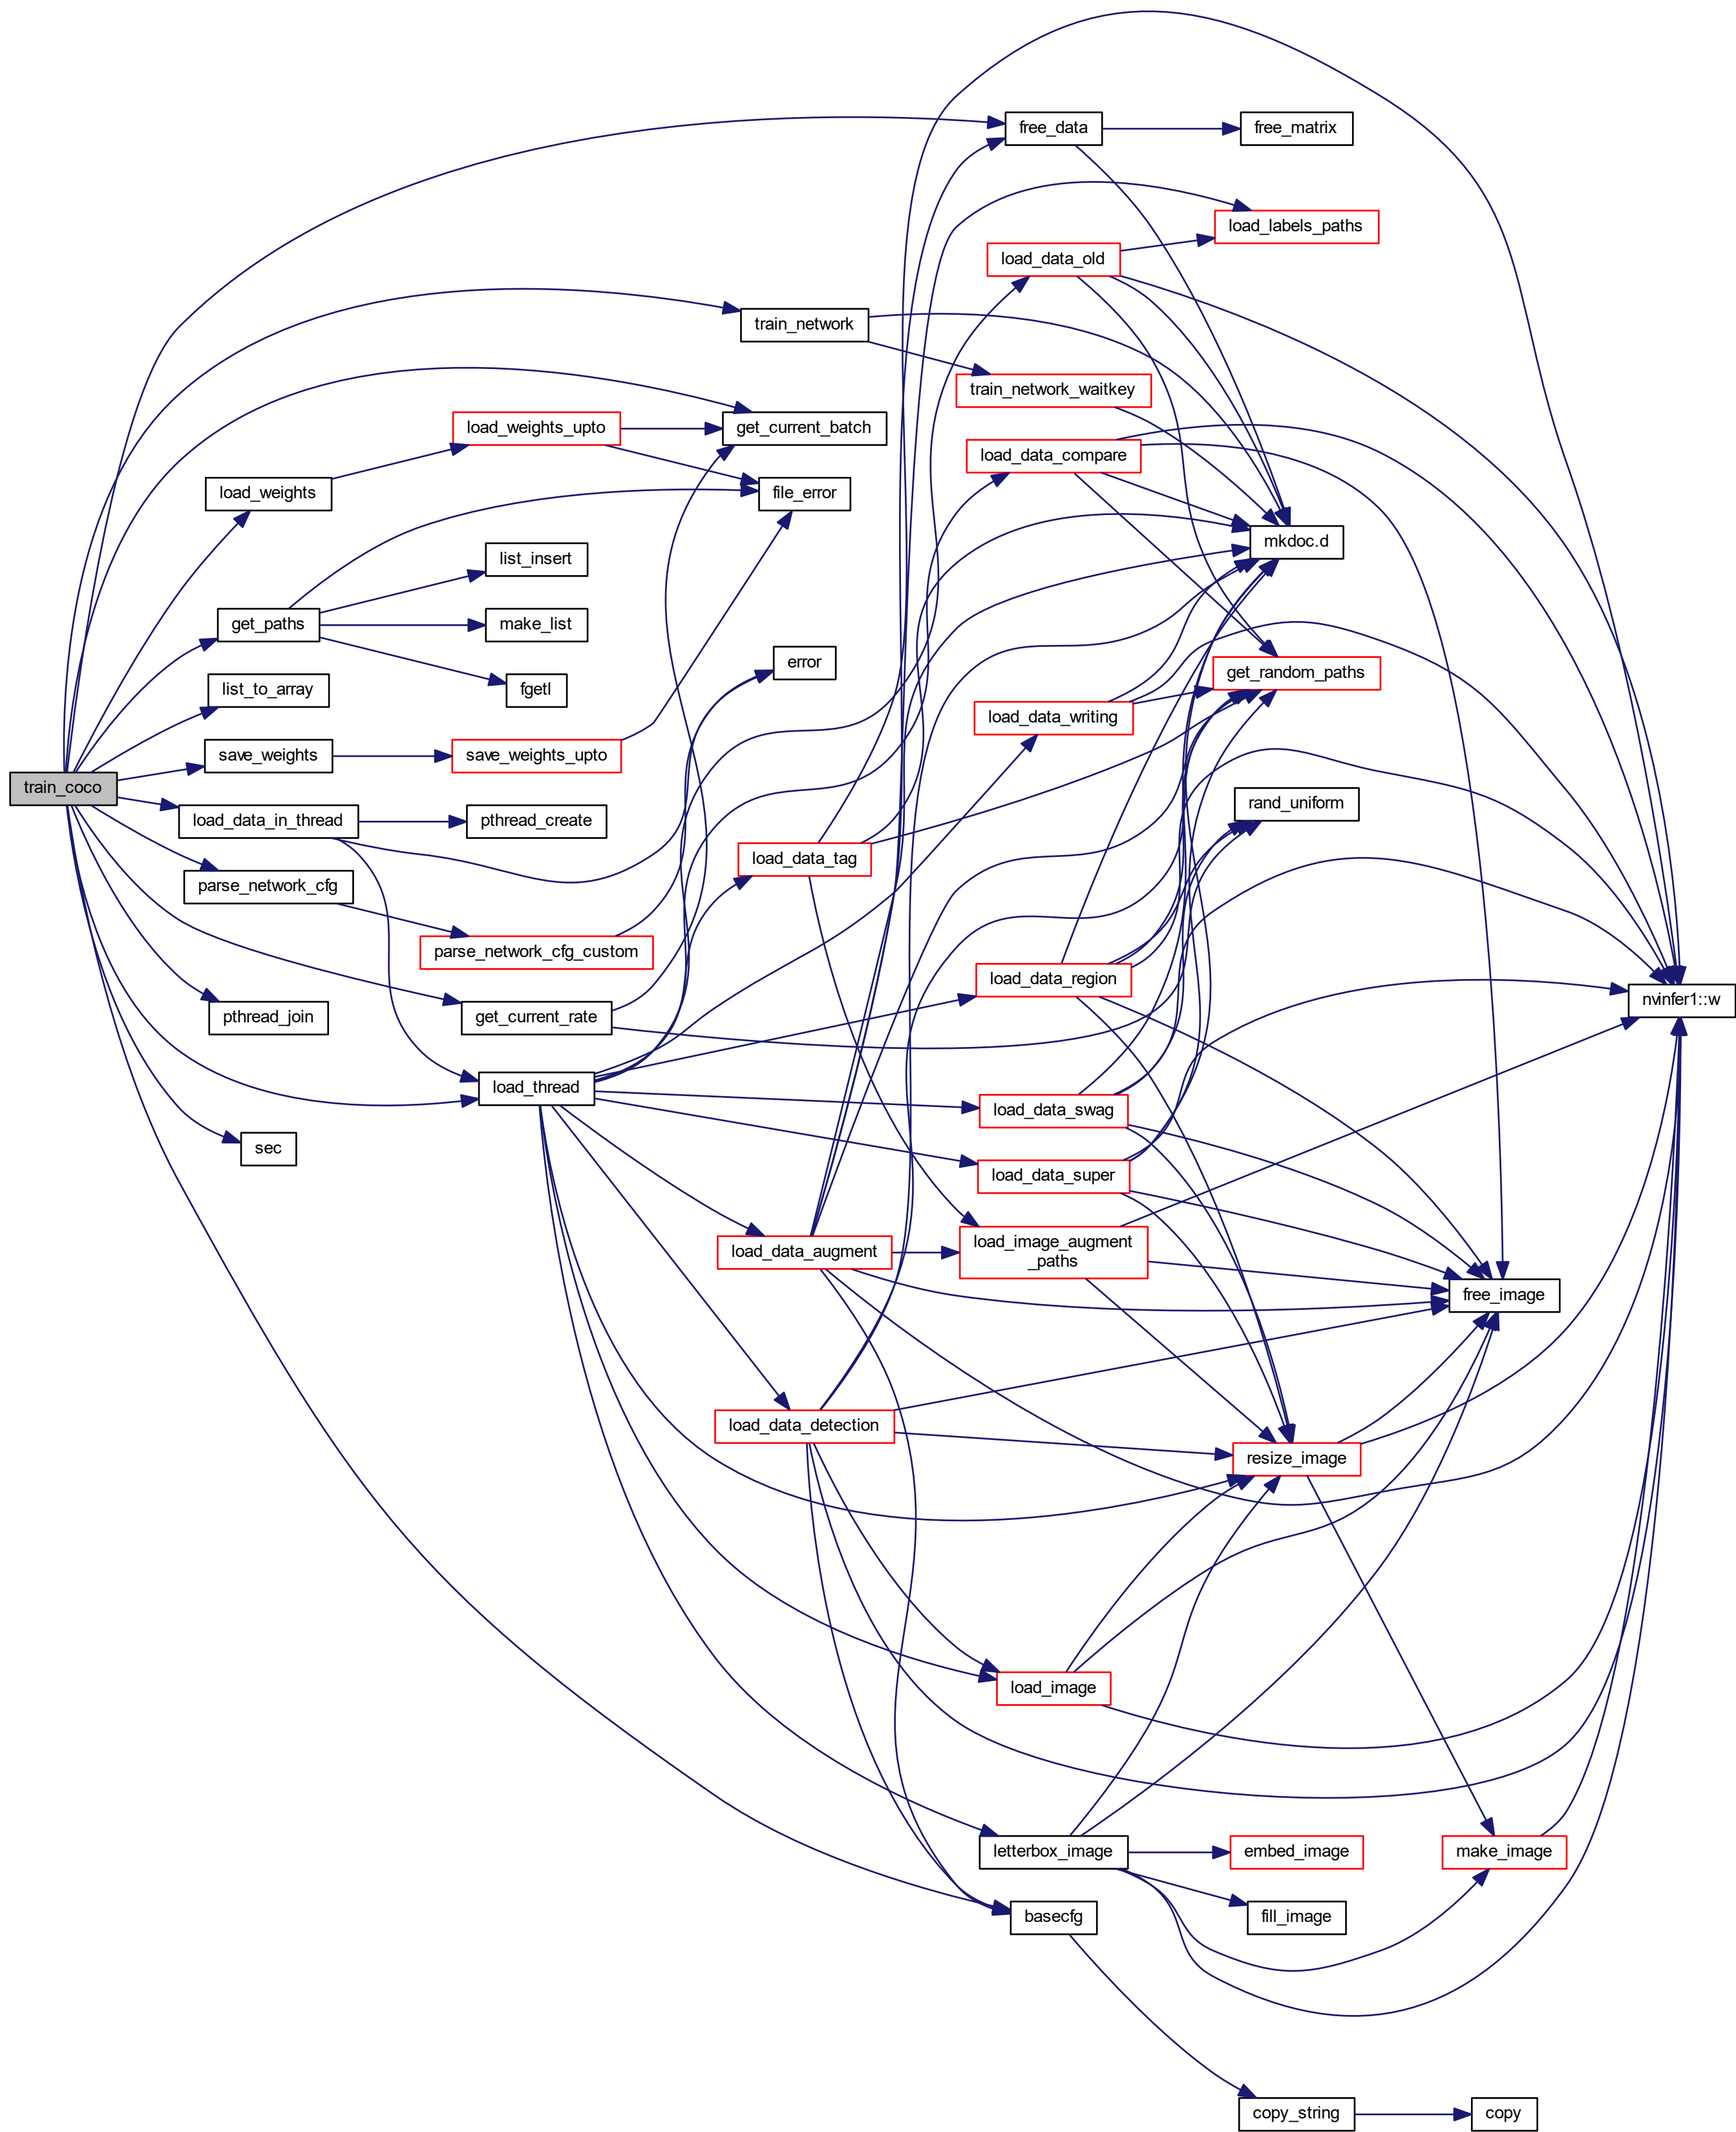 free_data
free_matrix
load_labels_paths
load_data_old
train_network
train_network_waitkey
load_weights_upto
get_current_batch
load_data_compare
load_weights
file_error
mkdoc.d
list_insert
get_paths
make_list
error
get_random_paths
list_to_array
fgetl
load_data_writing
save_weights
save_weights_upto
train_coco
rand_uniform
load_data_in_thread
pthread_create
load_data_tag
parse_network_cfg
parse_network_cfg_custom
load_data_region
nvinfer1::w
pthread_join
get_current_rate
load_thread
load_data_swag
sec
load_data_super
load_data_augment
load_image_augment
_paths
free_image
load_data_detection
resize_image
load_image
letterbox_image
embed_image
make_image
basecfg
fill_image
copy_string
copy